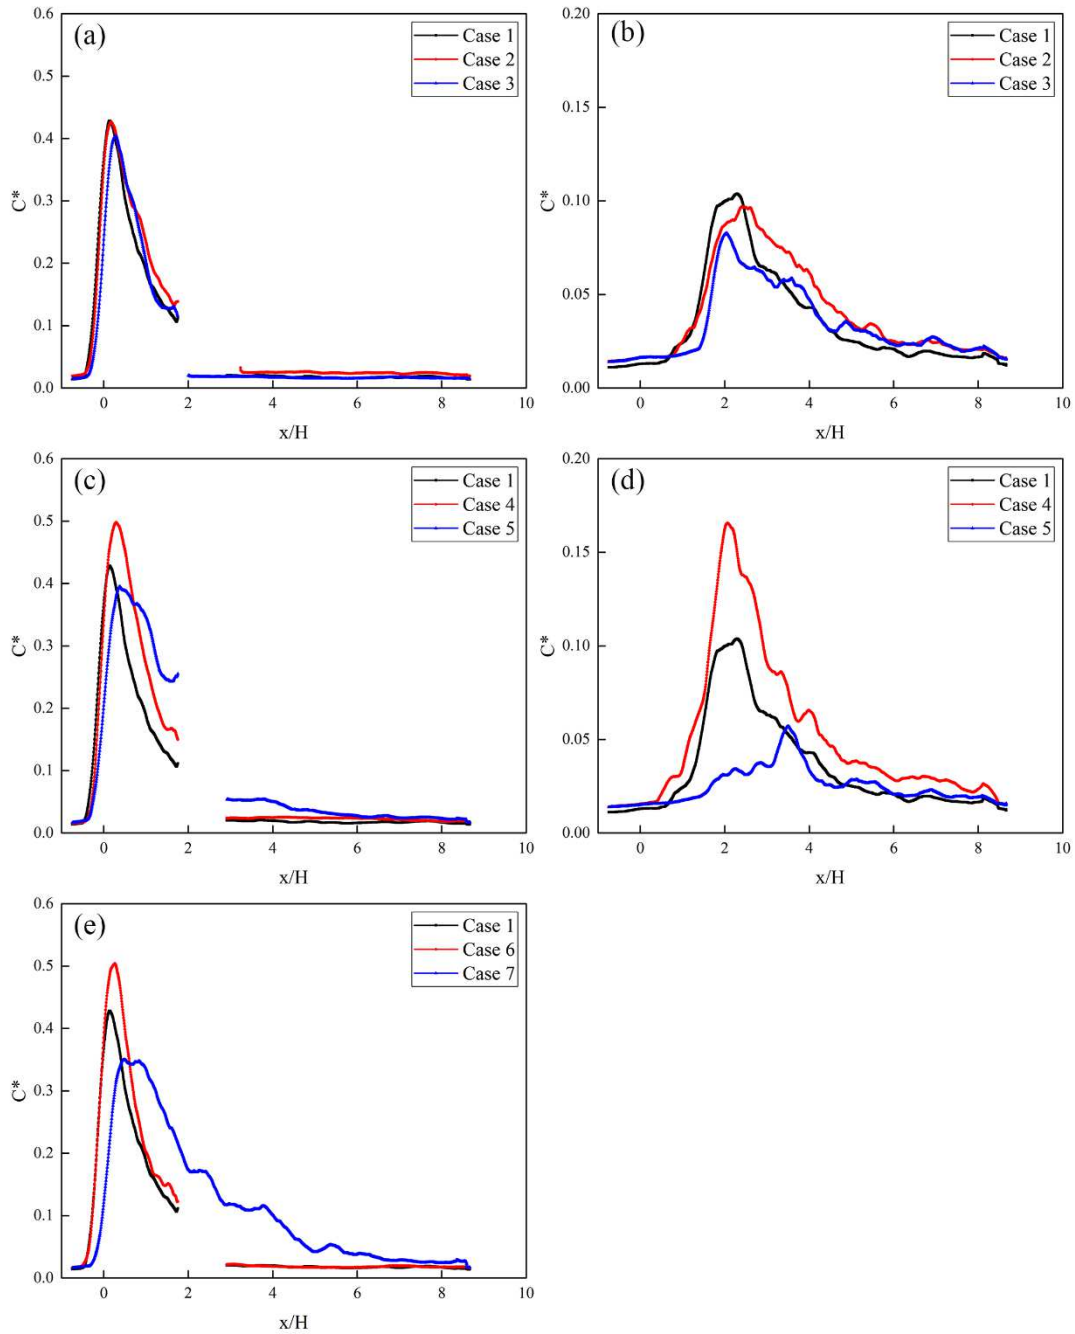 (a)
Case 1
Case 2
Case 3
0.6
0.5
0.4
0.3
0.2
0.1
0.0
C*
0 2 4 6 8 10
x/H
(b)
Case 1
Case 2
Case 3
0.20
0.15
0.10
0.05
0.00
C*
0 2 4 6 8 10
x/H
(c)
Case 1
Case 4
Case 5
0.6
0.5
0.4
0.3
0.2
0.1
0.0
C*
0 2 4 6 8 10
x/H
(d)
Case 1
Case 4
Case 5
0.20
0.15
0.10
0.05
0.00
C*
0 2 4 6 8 10
x/H
(e)
Case 1
Case 6
Case 7
0.6
0.5
0.4
0.3
0.2
0.1
0.0
C*
0 2 4 6 8 10
x/H